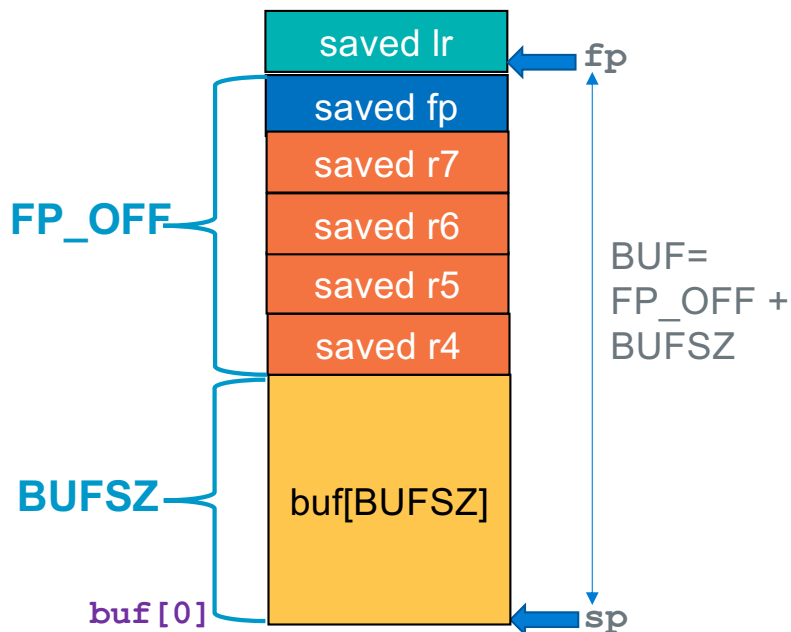 saved lr
fp
saved fp
saved r7
FP_OFF
saved r6
saved r5
saved r4
BUF=
FP_OFF +
BUFSZ
BUFSZ
buf[BUFSZ]
buf[0]
sp